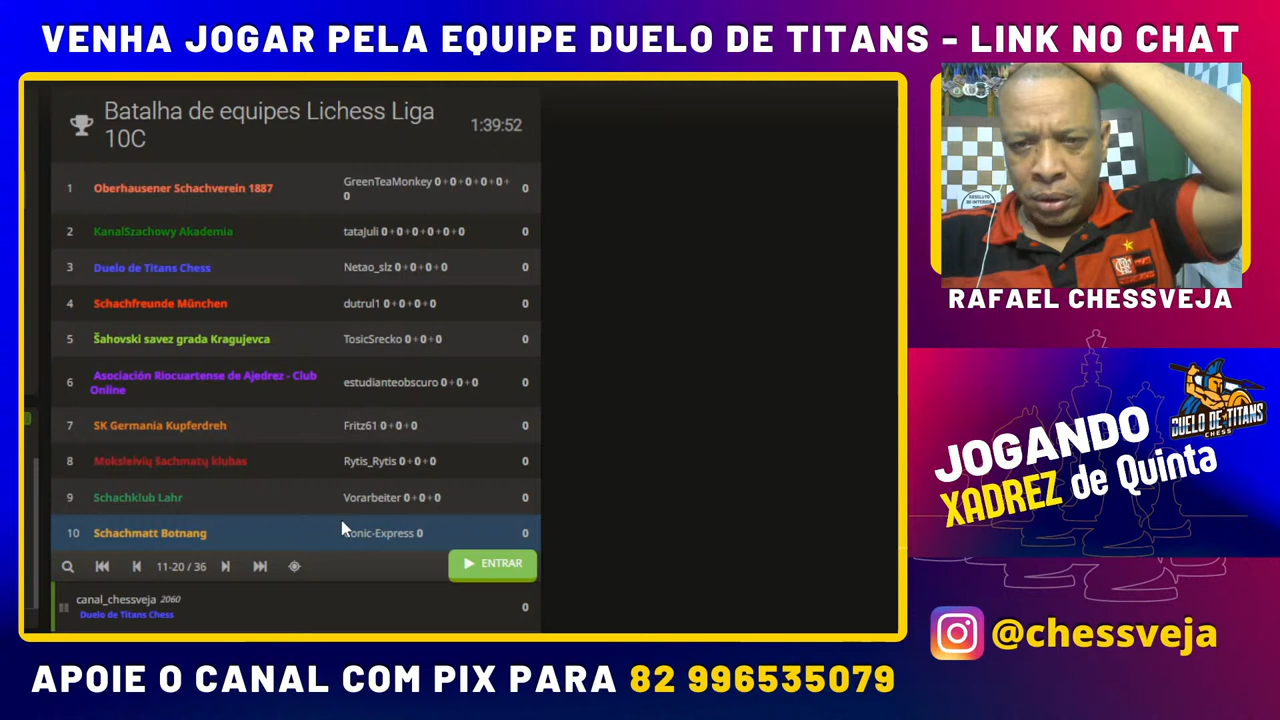 VENHA JOGAR PELA EQUIPE DUELO DE TITANS - LINK NO CHAT
Batalha de equipes Lichess Liga
10C
1:39:52
1 Oberhausener Schachverein 1887 GreenTeaMonkey 0+0+0+0+0+
0 0
2 KanalSzachowy Akademia tataJuli 0+0+0+0+0+0 0
3 Duelo de Titans Chess Netao_slz 0+0+0+0 0
4 Schachfreunde München dutrul1 0+0+0+0 0
5 Šahovski savez grada Kragujevca TosicSrecko 0+0+0 0
6 Asociación Riocuartense de Ajedrez - Club
Online estudianteobscuro 0+0+0 0
7 SK Germania Kupferdreh Fritz61 0+0+0 0
8 Moksleivių šachmatų klubas Rytis_Rytis 0+0+0 0
9 Schachklub Lahr Vorarbeiter 0+0+0 0
10 Schachmatt Botnang 0 0
11-20 / 36
ENTRAR
canal_chessveja 2060 0
Duelo de Titans Chess
RAFAEL CHESSVEJA
DUELO DE TITANS
CHESS
JOGANDO
XADREZ de Quinta
@chessveja
APOIE O CANAL COM PIX PARA 82 996535079